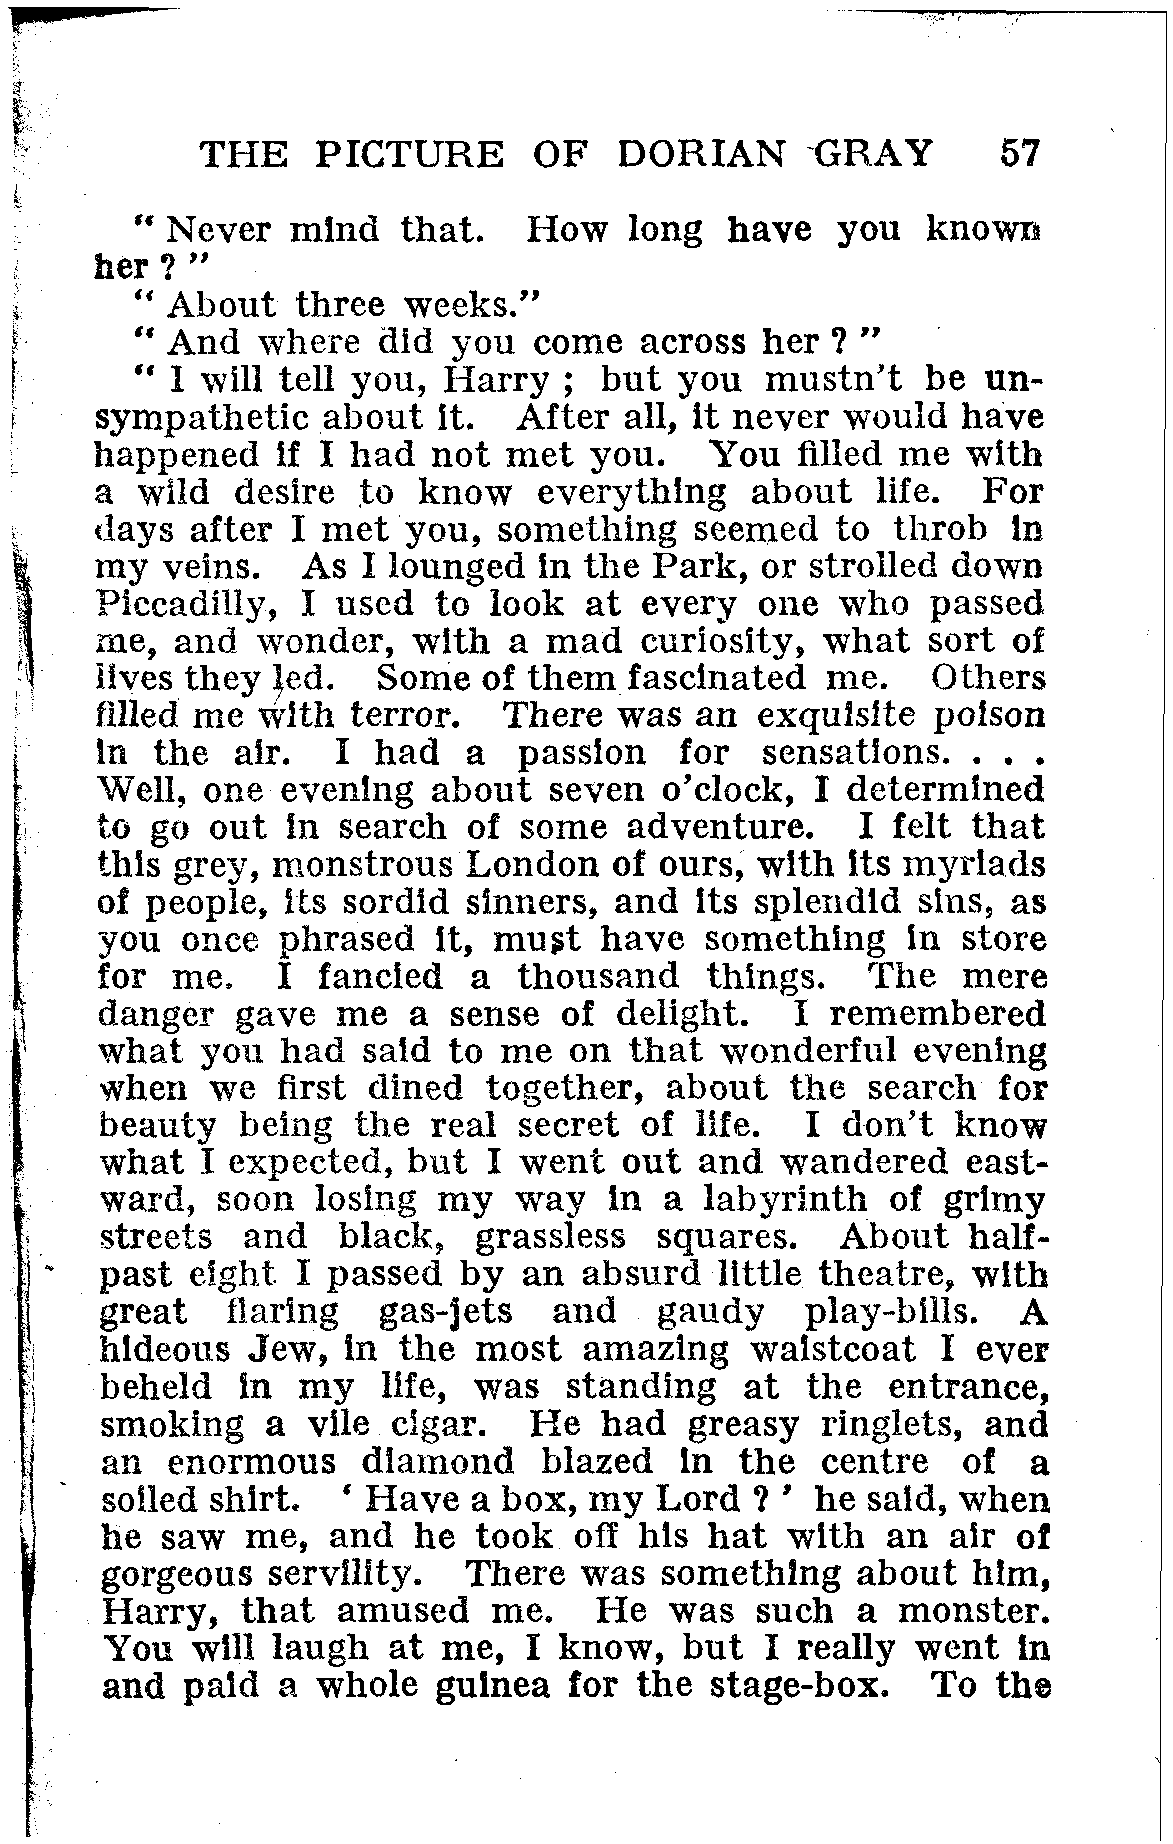 THE PICTURE OF DORIAN GRAY 57
“ Never mind that. How long have you known
her ? ”
“ About three weeks.”
“ And where did you come across her ? ”
“ I will tell you, Harry ; but you mustn't be un-
sympathetic about it. After all, it never would have
happened if I had not met you. You filled me with
a wild desire to know everything about life. For
days after I met you, something seemed to throb in
my veins. As I lounged in the Park, or strolled down
Piccadilly, I used to look at every one who passed
me, and wonder, with a mad curiosity, what sort of
lives they led. Some of them fascinated me. Others
filled me with terror. There was an exquisite poison
in the air. I had a passion for sensations. . . .
Well, one evening about seven o'clock, I determined
to go out in search of some adventure. I felt that
this grey, monstrous London of ours, with its myriads
of people, its sordid sinners, and its splendid sins, as
you once phrased it, must have something in store
for me. I fancied a thousand things. The mere
danger gave me a sense of delight. I remembered
what you had said to me on that wonderful evening
when we first dined together, about the search for
beauty being the real secret of life. I don't know
what I expected, but I went out and wandered east-
ward, soon losing my way in a labyrinth of grimy
streets and black, grassless squares. About half-
past eight I passed by an absurd little theatre, with
great flaring gas-jets and gaudy play-bills. A
hideous Jew, in the most amazing waistcoat I ever
beheld in my life, was standing at the entrance,
smoking a vile cigar. He had greasy ringlets, and
an enormous diamond blazed in the centre of a
soiled shirt. ‘ Have a box, my Lord ? ’ he said, when
he saw me, and he took off his hat with an air of
gorgeous servility. There was something about him,
Harry, that amused me. He was such a monster.
You will laugh at me, I know, but I really went in
and paid a whole guinea for the stage-box. To the